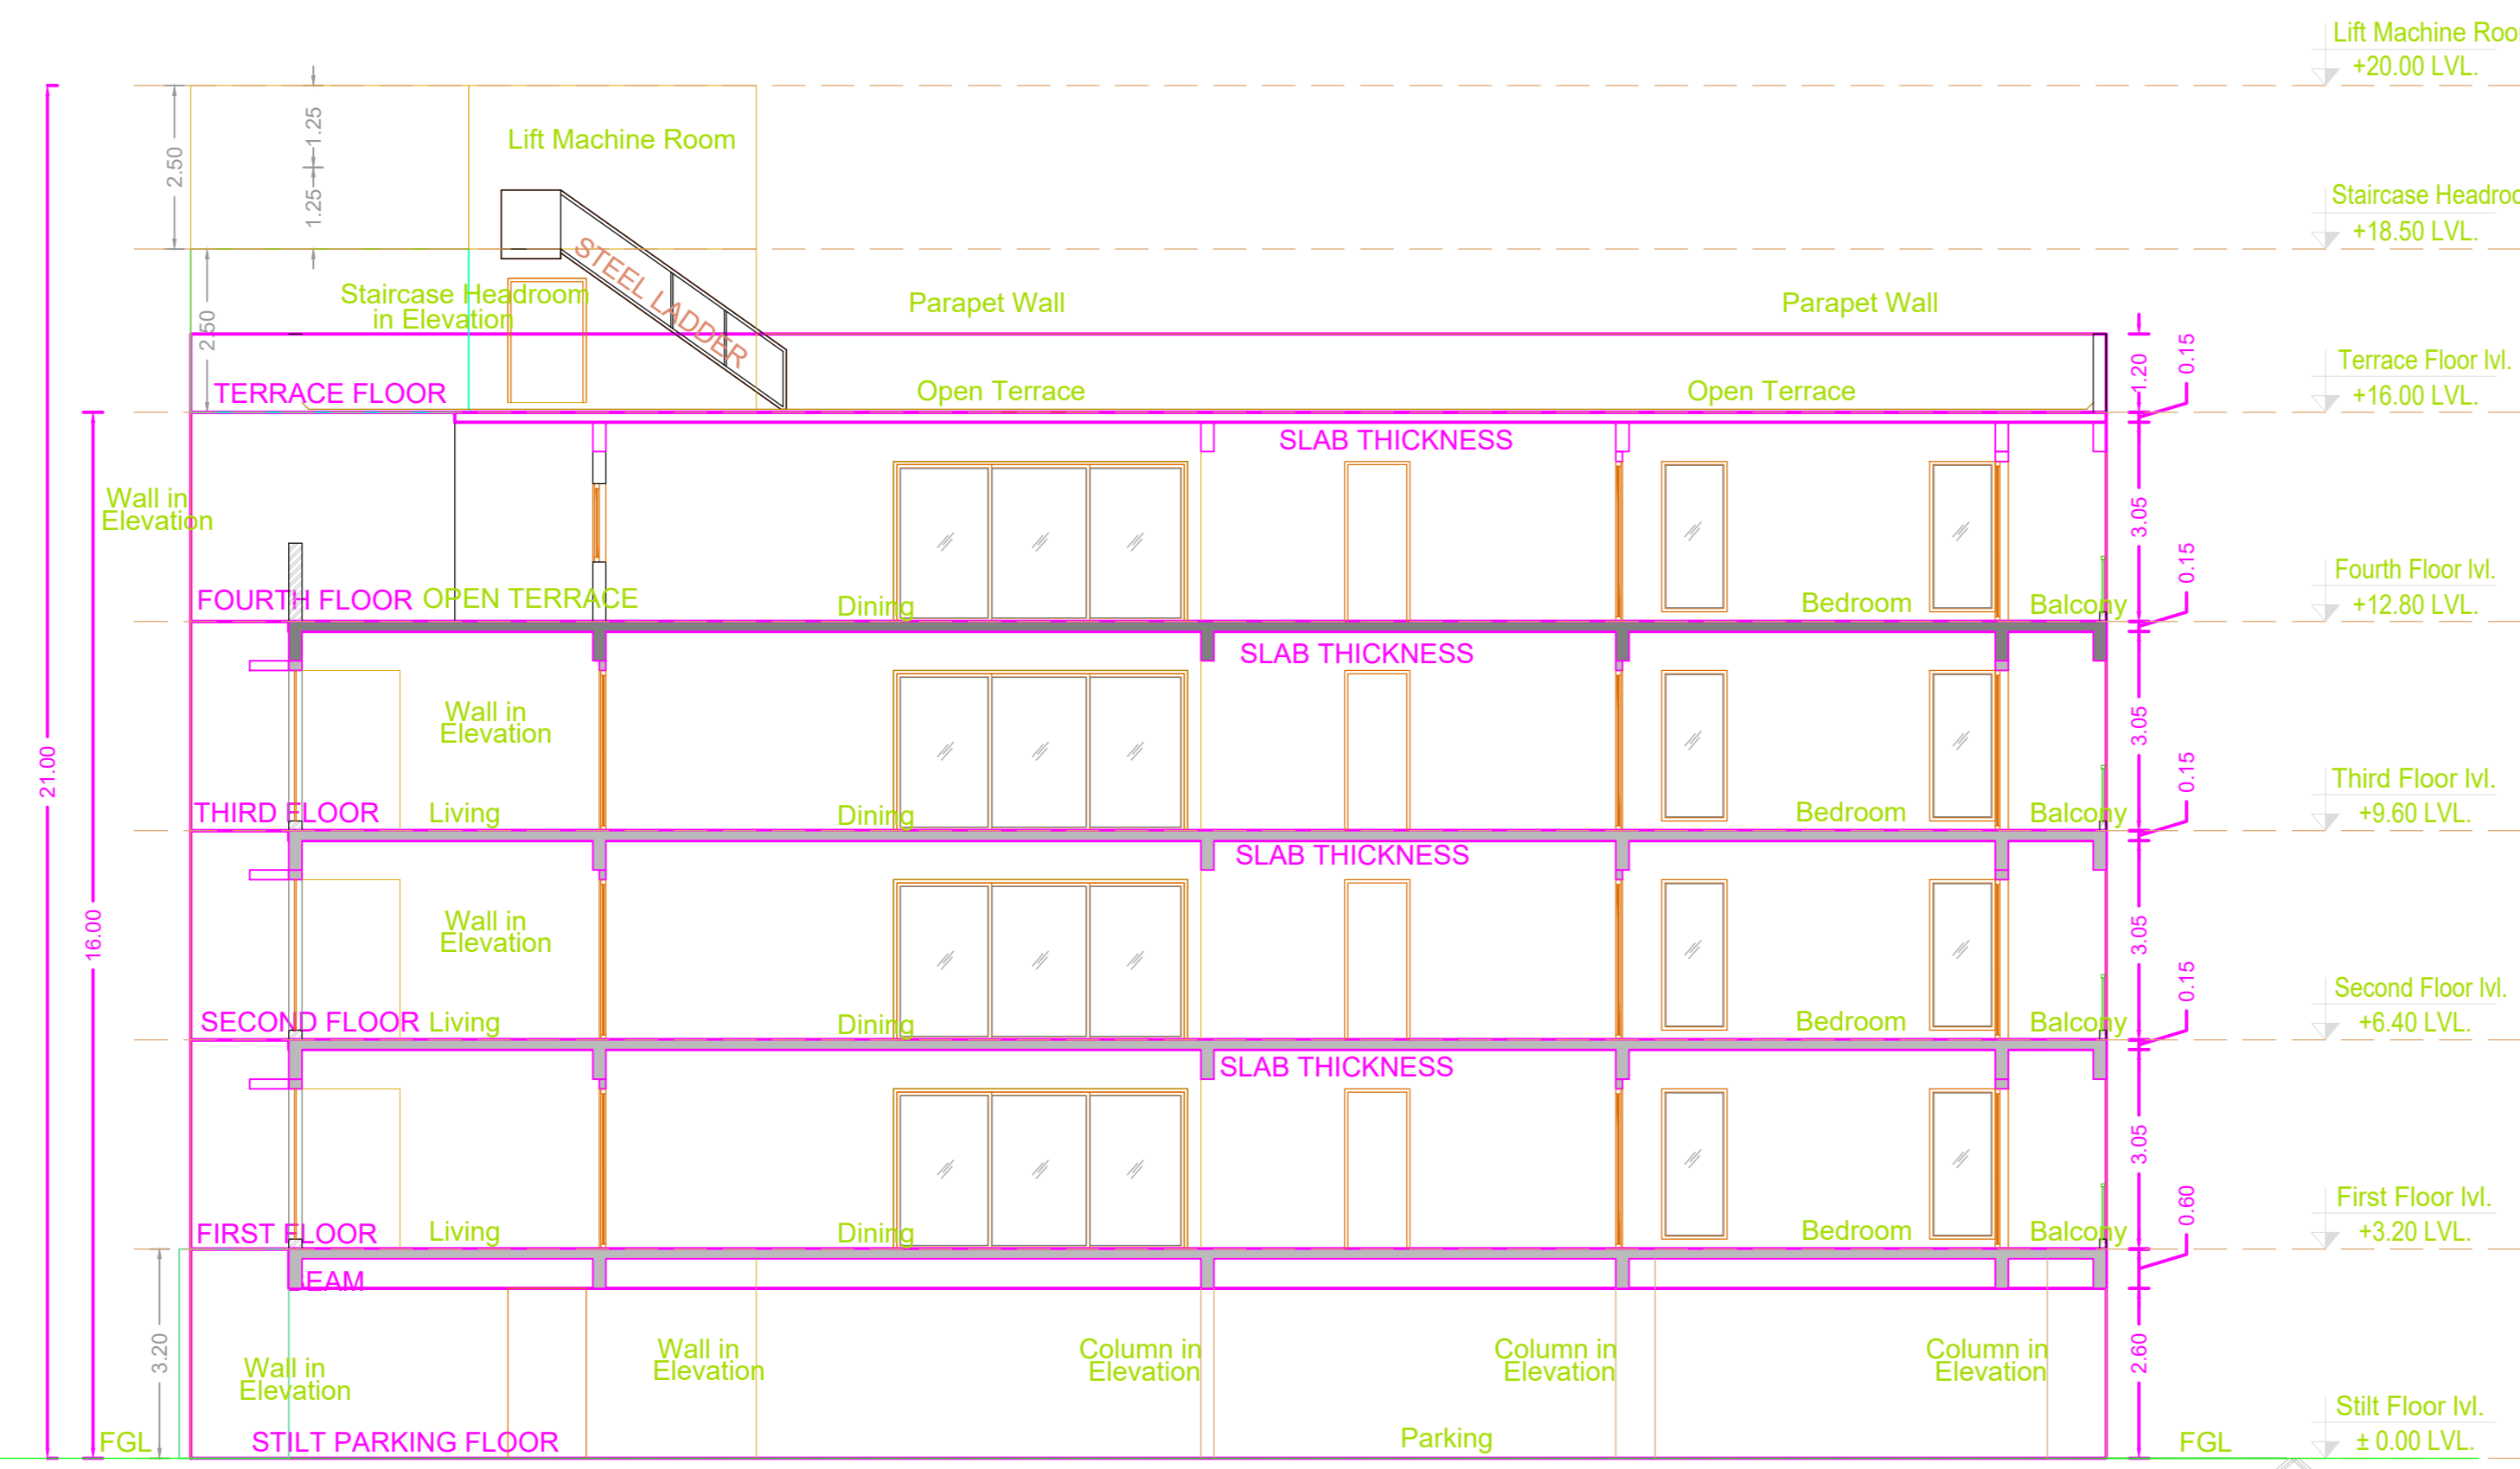 Lift Machine Roo
+20.00 LVL.
1.25
Lift Machine Room
2.50
1.25
Staircase Headroo
+18.50 LVL.
STEEL LADDER
Staircase Headroom
in Elevation
Parapet Wall
Parapet Wall
2.50
1.20
0.15
Terrace Floor lvl.
+16.00 LVL.
TERRACE FLOOR
Open Terrace
Open Terrace
SLAB THICKNESS
Wall in
Elevation
3.05
0.15
Fourth Floor lvl.
+12.80 LVL.
FOURTH FLOOR
OPEN TERRACE
Dining
Bedroom
Balcony
SLAB THICKNESS
Wall in
Elevation
3.05
21.00
0.15
Third Floor lvl.
+9.60 LVL.
THIRD FLOOR
Living
Dining
Bedroom
Balcony
SLAB THICKNESS
Wall in
Elevation
16.00
3.05
0.15
Second Floor lvl.
+6.40 LVL.
SECOND FLOOR
Living
Dining
Bedroom
Balcony
SLAB THICKNESS
3.05
0.60
First Floor lvl.
+3.20 LVL.
FIRST FLOOR
Living
Dining
Bedroom
Balcony
BEAM
3.20
Wall in
Elevation
Wall in
Elevation
Column in
Elevation
Column in
Elevation
Column in
Elevation
2.60
Stilt Floor lvl.
± 0.00 LVL.
FGL
STILT PARKING FLOOR
Parking
FGL